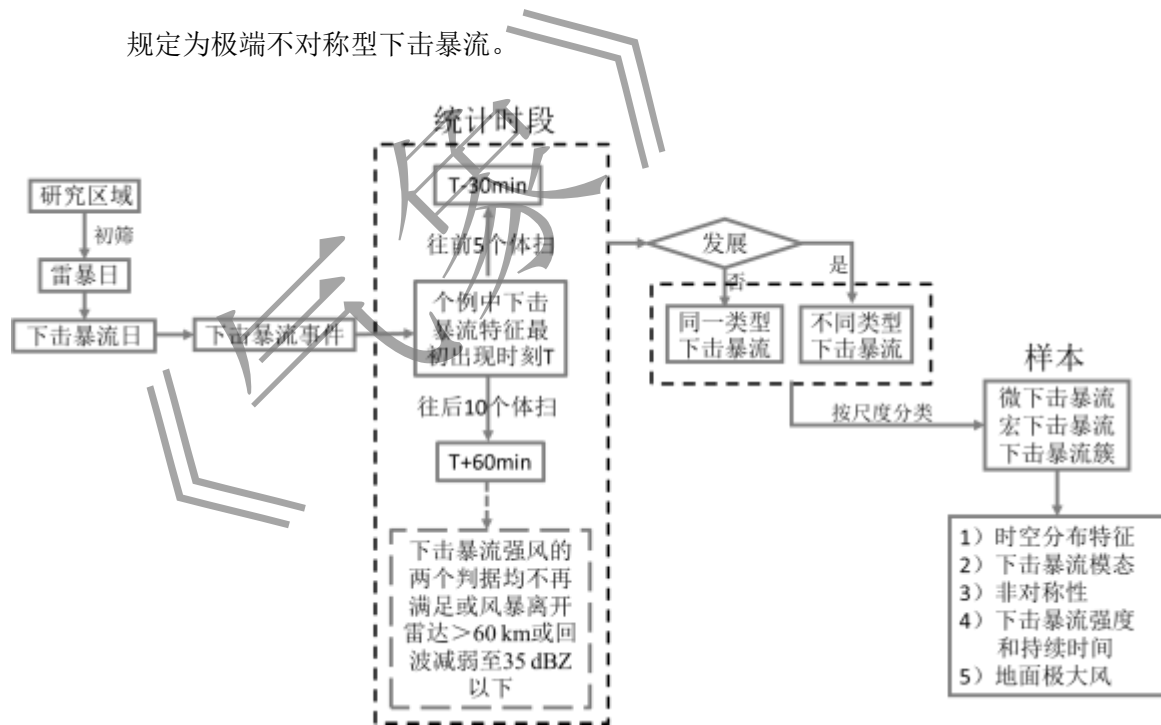 规定为极端不对称型下击暴流。
统计时段
研究区域
初筛
雷暴日
下击暴流日
下击暴流事件
T-30min
往前5个体扫
个例中下击
暴流特征最
初出现时刻T
往后10个体扫
T+60min
下击暴流强风的
两个判据均不再
满足或风暴离开
雷达＞60 km或回
波减弱至35 dBZ
以下
发展
否
是
同一类型
下击暴流
不同类型
下击暴流
按尺度分类
样本
微下击暴流
宏下击暴流
下击暴流簇
1）时空分布特征
2）下击暴流模态
3）非对称性
4）下击暴流强度
和持续时间
5）地面极大风